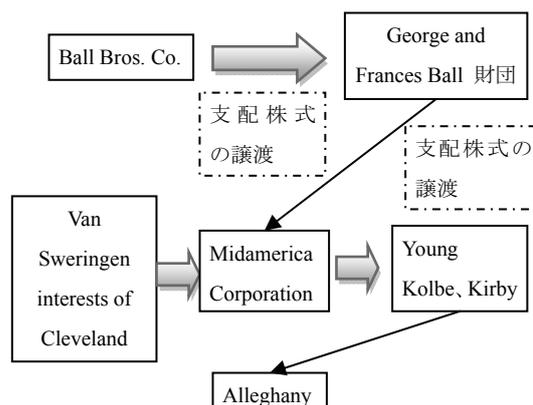 Ball Bros. Co.
George and
Frances Ball 財団
支配株式
の譲渡
支配株式の
譲渡
Van
Sweringen
interests of
Cleveland
Midamerica
Corporation
Young
Kolbe、Kirby
Alleghany